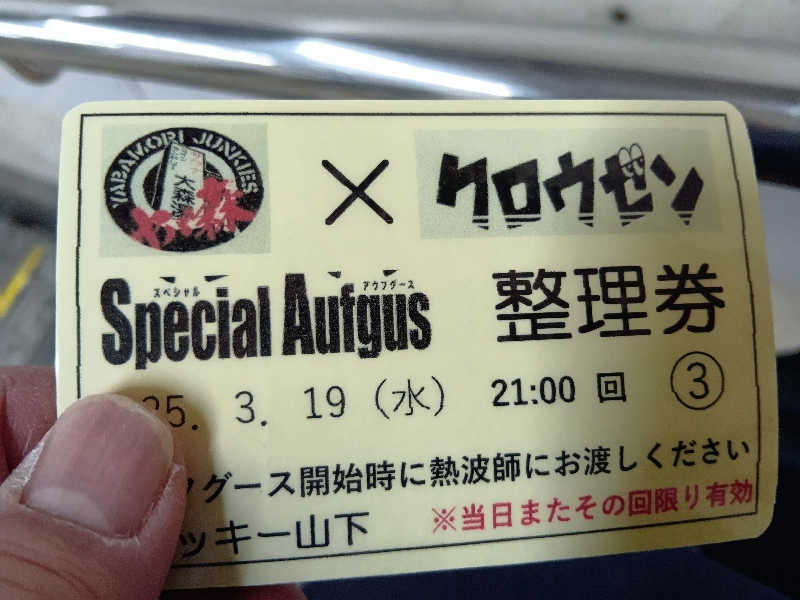 YABAMORI JUNKIES
× クロウゼン
スペシャル アウフグース
Special Aufgus 整理券
25. 3. 19 (水) 21:00 回 ③
グース開始時に熱波師にお渡しください
ッキー山下 ※当日またその回限り有効